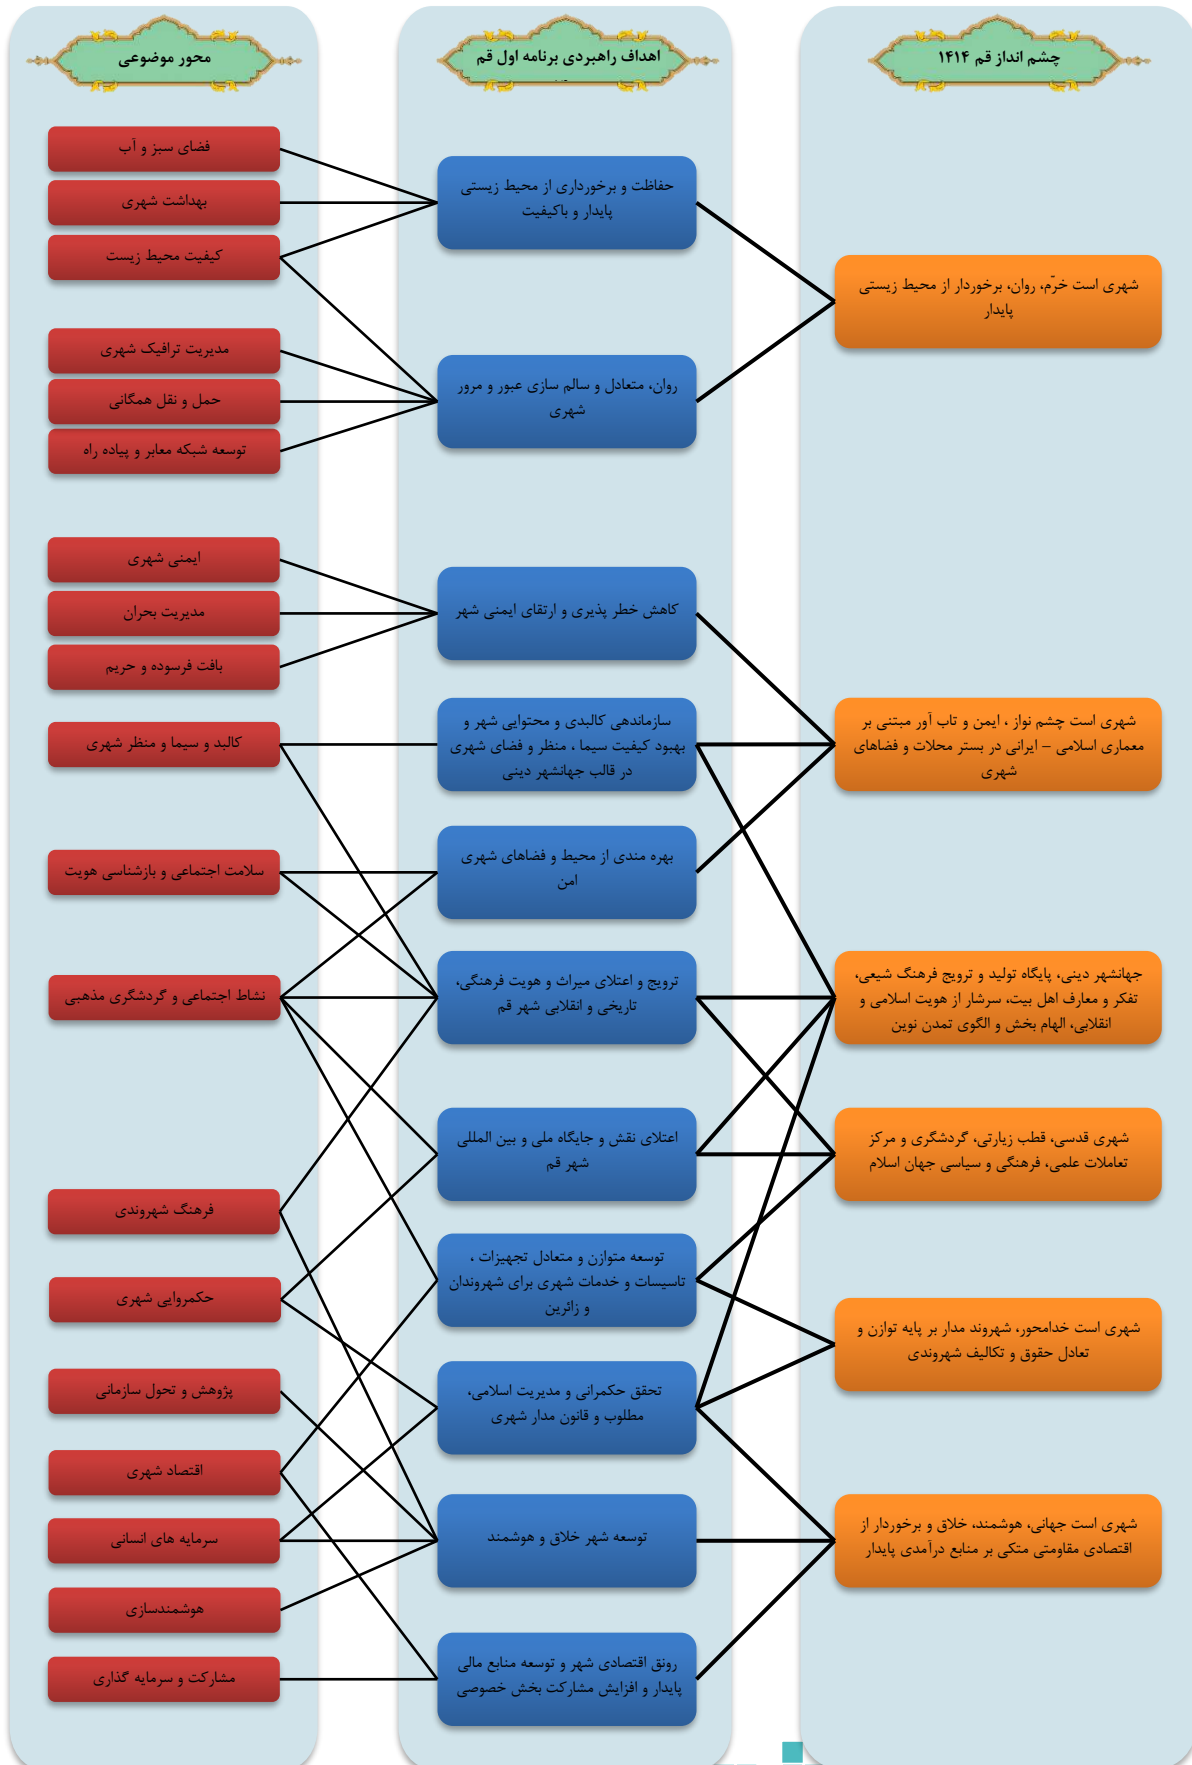 چشم انداز قم ۱۴۱۴
شهری است خرّم، روان، برخوردار از محیط زیستی
پایدار
شهری است چشم نواز ، ایمن و تاب آور مبتنی بر
معماری اسلامی – ایرانی در بستر محلات و فضاهای
شهری
جهانشهر دینی، پایگاه تولید و ترویج فرهنگ شیعی،
تفکر و معارف اهل بیت، سرشار از هویت اسلامی و
انقلابی، الهام بخش و الگوی تمدن نوین
شهری قدسی، قطب زیارتی، گردشگری و مرکز
تعاملات علمی، فرهنگی و سیاسی جهان اسلام
شهری است خدامحور، شهروند مدار بر پایه توازن و
تعادل حقوق و تکالیف شهروندی
شهری است جهانی، هوشمند، خلاق و برخوردار از
اقتصادی مقاومتی متکی بر منابع درآمدی پایدار
اهداف راهبردی برنامه اول قم
حفاظت و برخورداری از محیط زیستی
پایدار و باکیفیت
روان، متعادل و سالم سازی عبور و مرور
شهری
کاهش خطر پذیری و ارتقای ایمنی شهر
سازماندهی کالبدی و محتوایی شهر و
بهبود کیفیت سیما ، منظر و فضای شهری
در قالب جهانشهر دینی
بهره مندی از محیط و فضاهای شهری
امن
ترویج و اعتلای میراث و هویت فرهنگی،
تاریخی و انقلابی شهر قم
اعتلای نقش و جایگاه ملی و بین المللی
شهر قم
توسعه متوازن و متعادل تجهیزات ،
تاسیسات و خدمات شهری برای شهروندان
و زائرین
تحقق حکمرانی و مدیریت اسلامی،
مطلوب و قانون مدار شهری
توسعه شهر خلاق و هوشمند
رونق اقتصادی شهر و توسعه منابع مالی
پایدار و افزایش مشارکت بخش خصوصی
محور موضوعی
فضای سبز و آب
بهداشت شهری
کیفیت محیط زیست
مدیریت ترافیک شهری
حمل و نقل همگانی
توسعه شبکه معابر و پیاده راه
ایمنی شهری
مدیریت بحران
بافت فرسوده و حریم
کالبد و سیما و منظر شهری
سلامت اجتماعی و بازشناسی هویت
نشاط اجتماعی و گردشگری مذهبی
فرهنگ شهروندی
حکمروایی شهری
پژوهش و تحول سازمانی
اقتصاد شهری
سرمایه های انسانی
هوشمندسازی
مشارکت و سرمایه گذاری